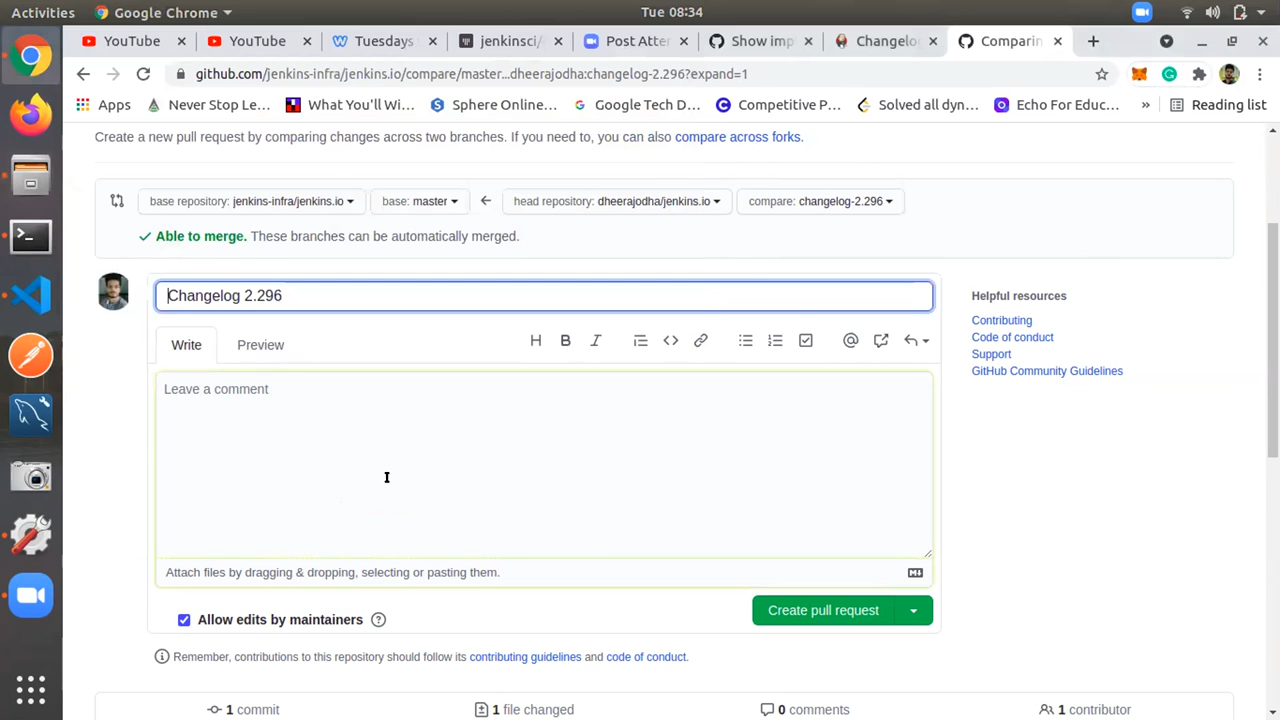 Activities Google Chrome Tue 08:34
YouTube YouTube Tuesdays jenkinsci/ Post Atter Show imp Changelo Comparin
github.com/jenkins-infra/jenkins.io/compare/master...dheerajodha:changelog-2.296?expand=1
Apps Never Stop Le... What You'll Wi... Sphere Online... Google Tech D... Competitive P... Solved all dyn... Echo For Educ... » Reading list
Create a new pull request by comparing changes across two branches. If you need to, you can also compare across forks.
base repository: jenkins-infra/jenkins.io base: master head repository: dheerajodha/jenkins.io compare: changelog-2.296
Able to merge. These branches can be automatically merged.
Changelog 2.296
Helpful resources
Contributing
Code of conduct
Support
GitHub Community Guidelines
Write Preview
Leave a comment
Attach files by dragging & dropping, selecting or pasting them.
Allow edits by maintainers
Create pull request
Remember, contributions to this repository should follow its contributing guidelines and code of conduct.
1 commit 1 file changed 0 comments 1 contributor